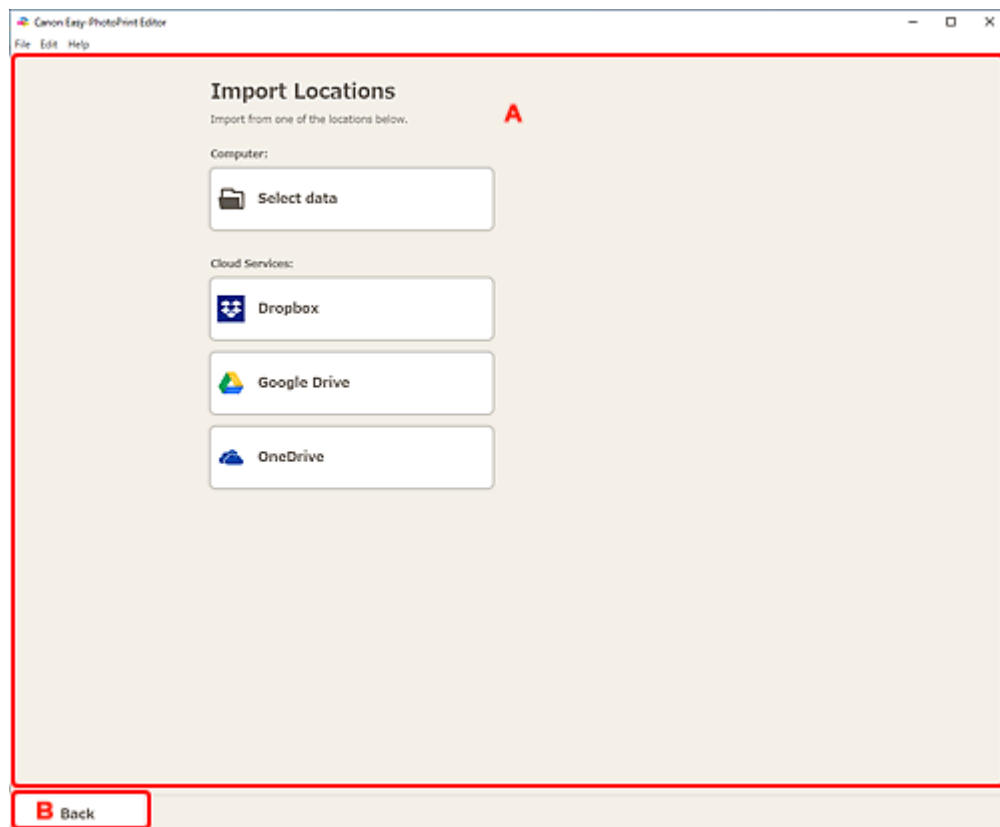 Canon Easy-PhotoPrint Editor
File Edit Help
Import Locations
A
Import from one of the locations below.
Computer:
Select data
Cloud Services:
Dropbox
Google Drive
OneDrive
B Back